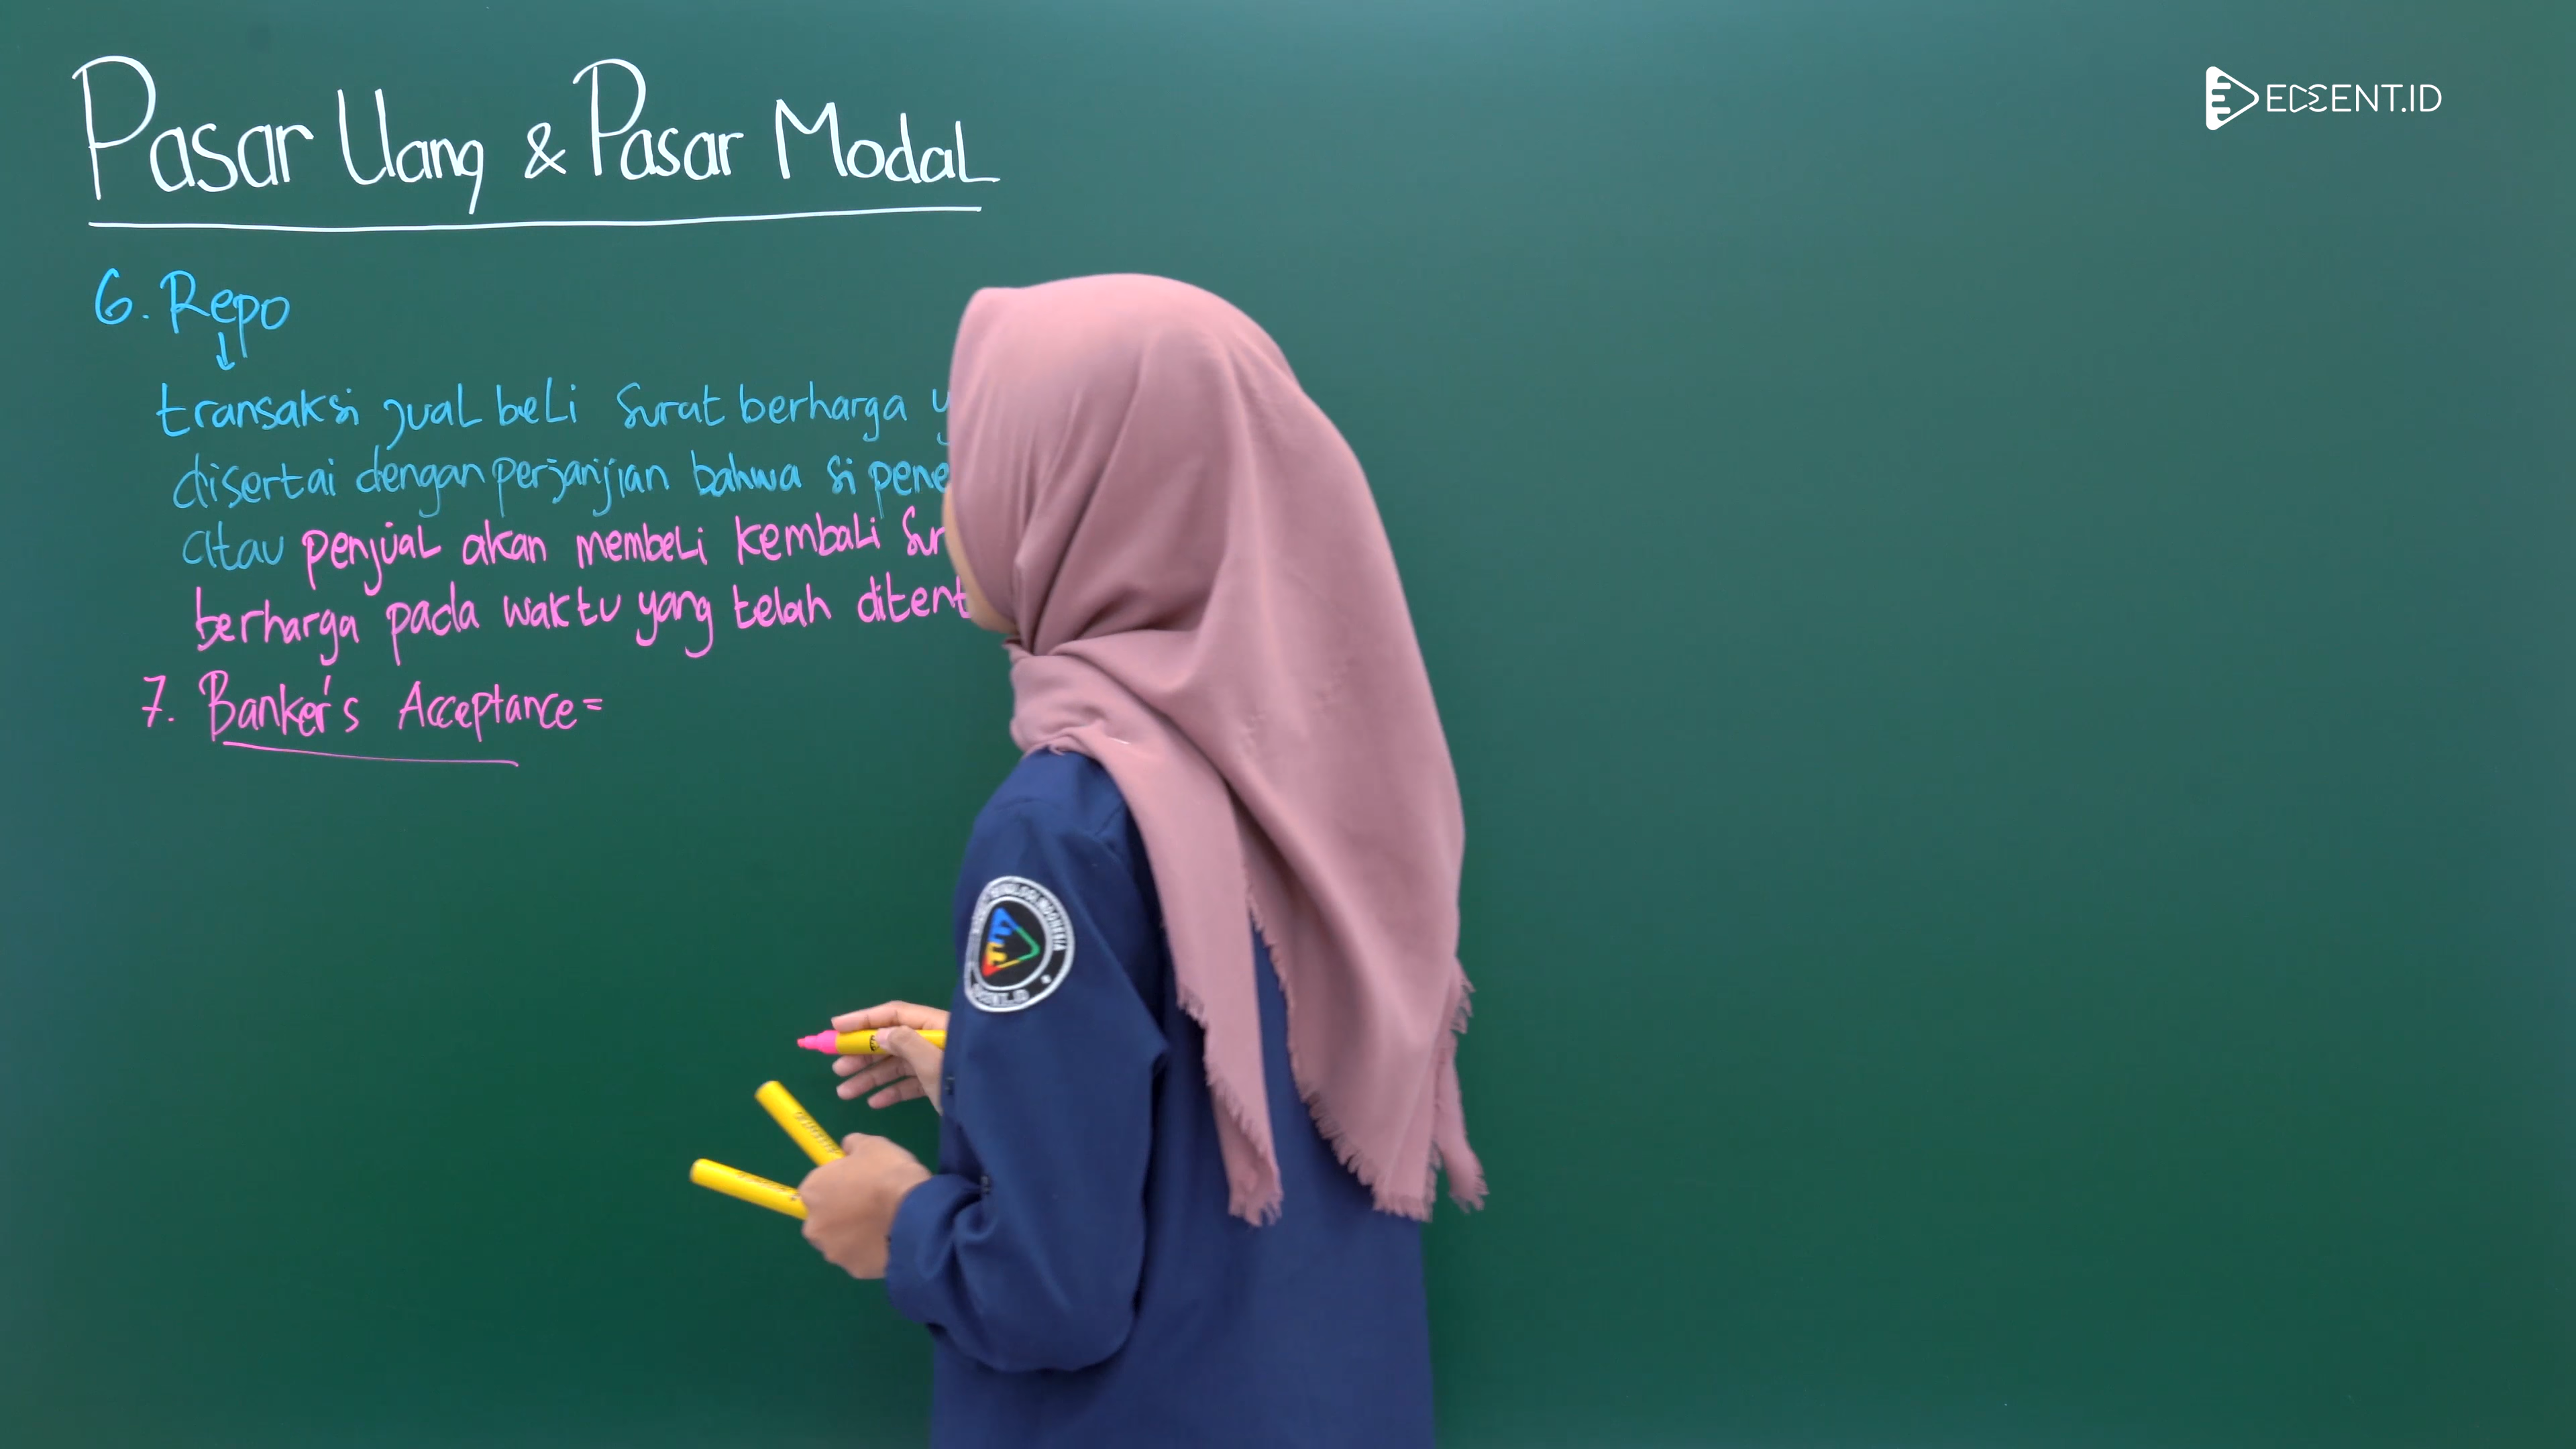 Pasar Uang & Pasar Modal
EDSENT.ID
6. Repo
transaksi jual beli surat berharga
disertai dengan perjanjian bahwa si
atau penjual akan membeli kembali
berharga pada waktu yang telah
7. Banker's Acceptance=